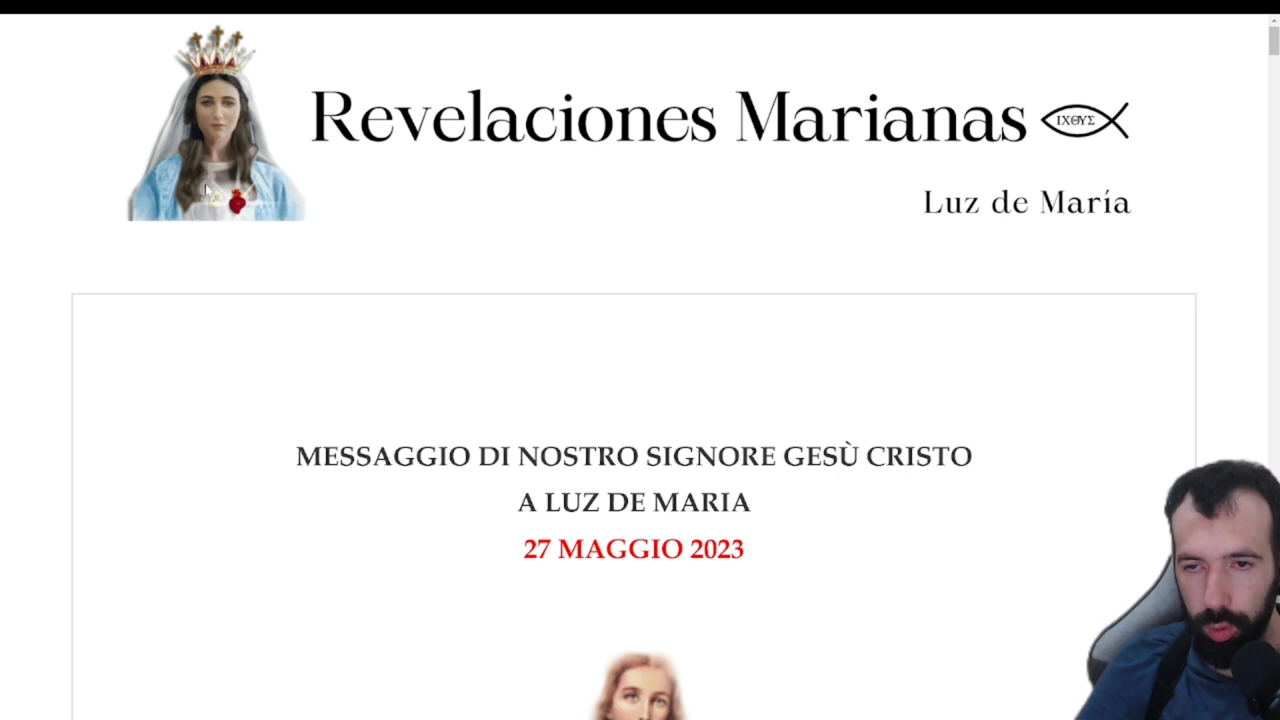 Revelaciones Marianas ΙΧΘΥΣ
Luz de María
MESSAGGIO DI NOSTRO SIGNORE GESÙ CRISTO
A LUZ DE MARIA
27 MAGGIO 2023